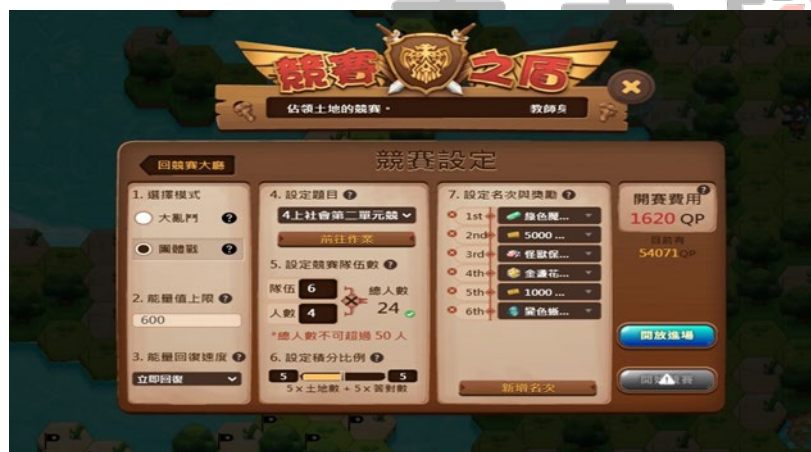 競賽之盾
佔領土地的競賽。
教師
回競賽大廳
競賽設定
1. 選擇模式
大亂鬥 ?
團體戰 ?
2. 能量值上限 ?
600
3. 能量回復速度 ?
立即回復
4. 設定題目 ?
4上社會第二單元競
前往作業
5. 設定競賽隊伍數 ?
隊伍 6
人數 4
總人數
24
*總人數不可超過 50 人
6. 設定積分比例 ?
5 5
5 x 土地數 + 5 x 答對數
7. 設定名次與獎勵 ?
1st 綠色魔...
2nd 5000 ...
3rd 怪獸保...
4th 金盞花...
5th 1000 ...
6th
新增名次
開賽費用 ?
1620 QP
目前有
54071 QP
開放進場